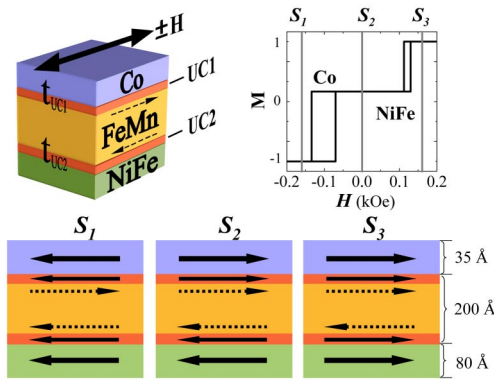 ±H
Co
UC1
t_UC1
FeMn
UC2
t_UC2
NiFe
S1 S2 S3
1
Co
M
NiFe
-1
-0.2 -0.1 0.0 0.1 0.2
H (kOe)
S1 S2 S3
35 Å
200 Å
80 Å